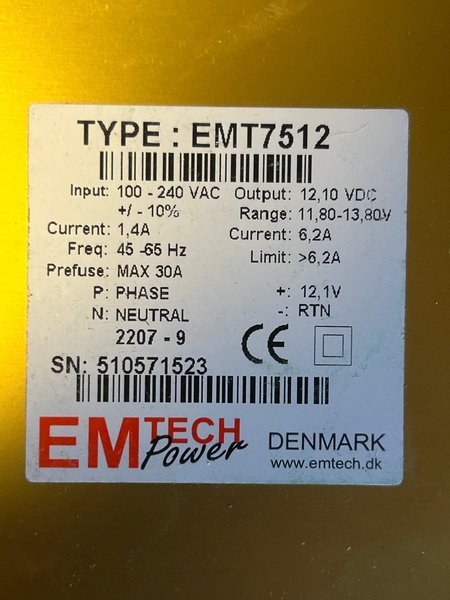 TYPE : EMT7512
Input: 100 - 240 VAC Output: 12,10 VDC
+/ - 10% Range: 11,80-13,80V
Current: 1,4A Current: 6,2A
Freq: 45 -65 Hz Limit: >6,2A
Prefuse: MAX 30A
P: PHASE +: 12,1V
N: NEUTRAL -: RTN
2207 - 9 CE
SN: 510571523
EMTECH Power DENMARK
www.emtech.dk